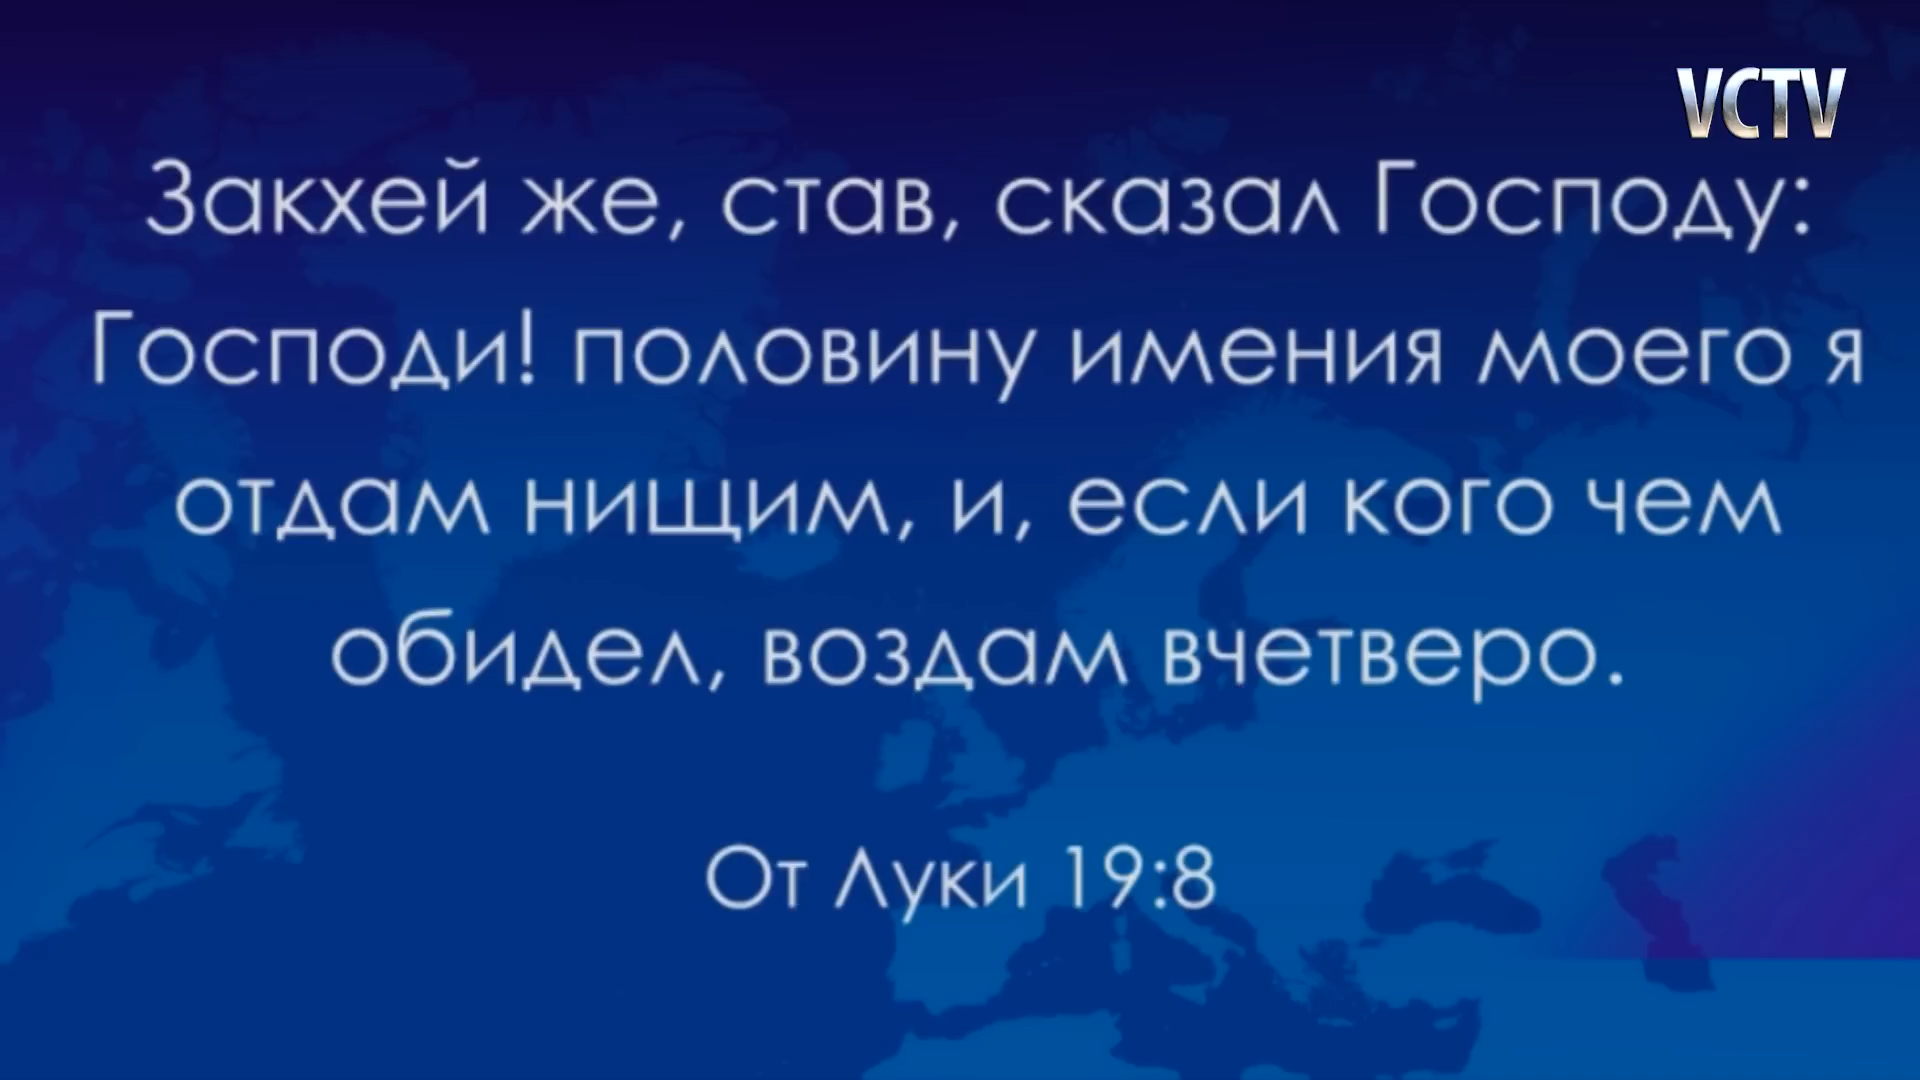 VCTV
Закхей же, став, сказал Господу:
Господи! половину имения моего я
отдам нищим, и, если кого чем
обидел, воздам вчетверо.
От Луки 19:8